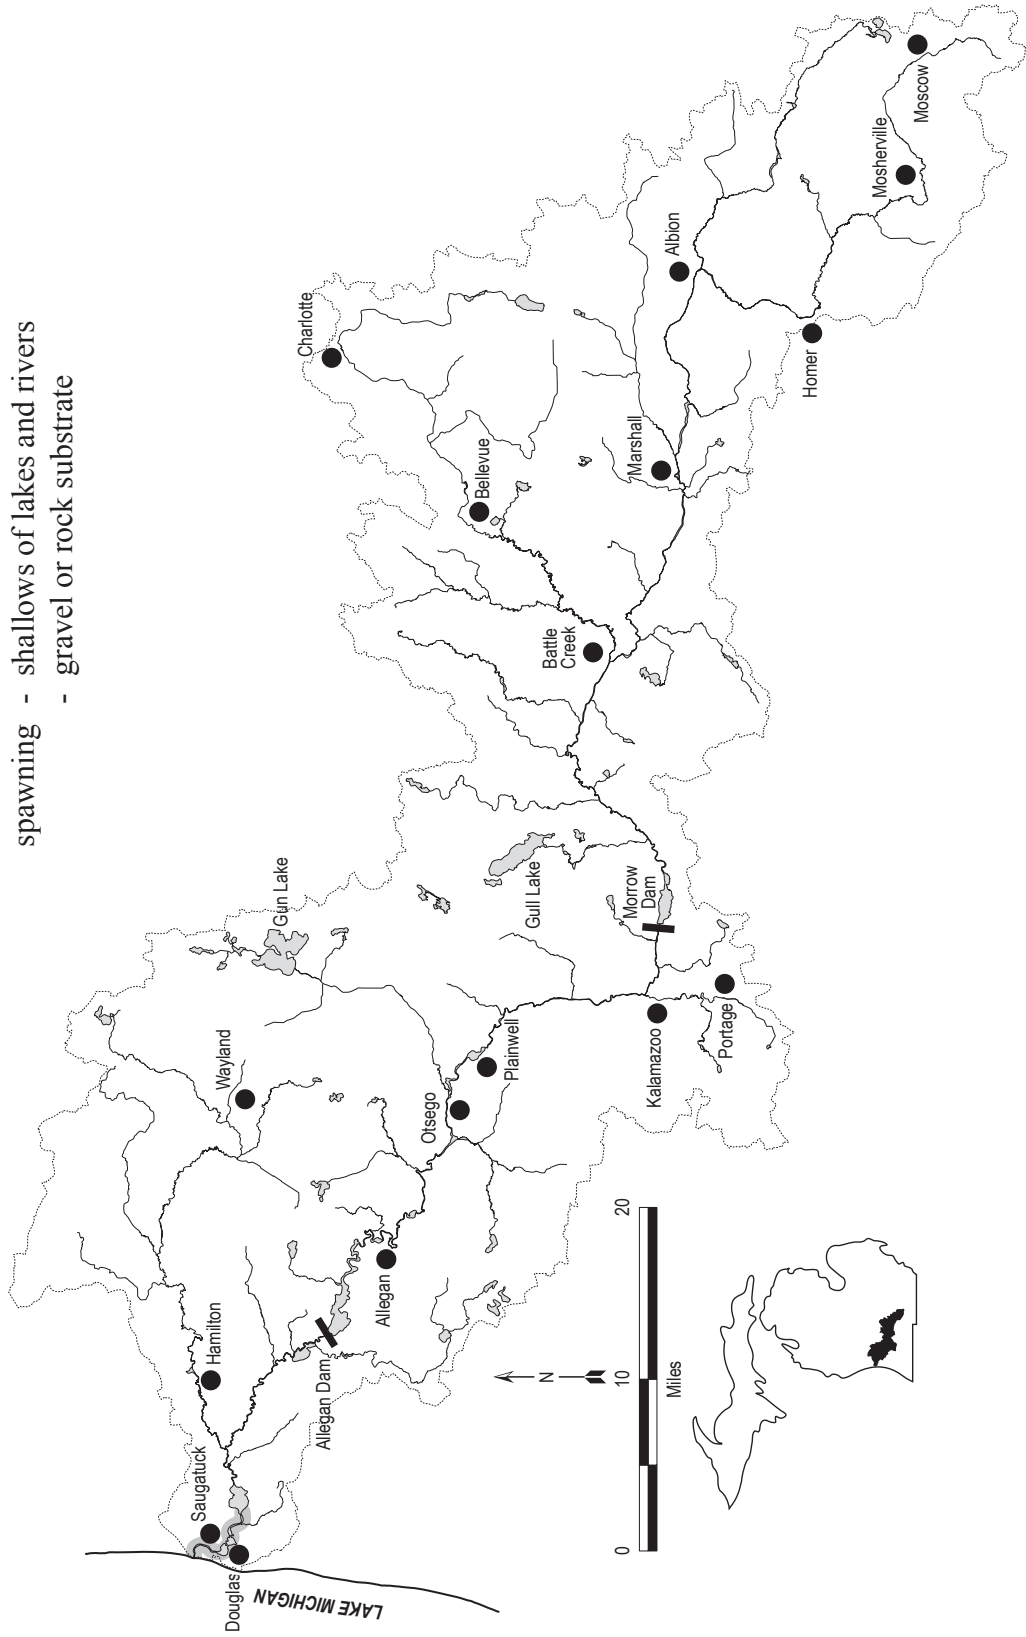 spawning - shallows of lakes and rivers
- gravel or rock substrate
Charlotte
Bellevue
Battle
Creek
Marshall
Albion
Homer
Mosherville
Moscow
Gun Lake
Gull Lake
Morrow
Dam
Wayland
Otsego
Plainwell
Kalamazoo
Portage
Hamilton
Allegan
Allegan Dam
Saugatuck
Douglas
LAKE MICHIGAN
N
0 10 20
Miles